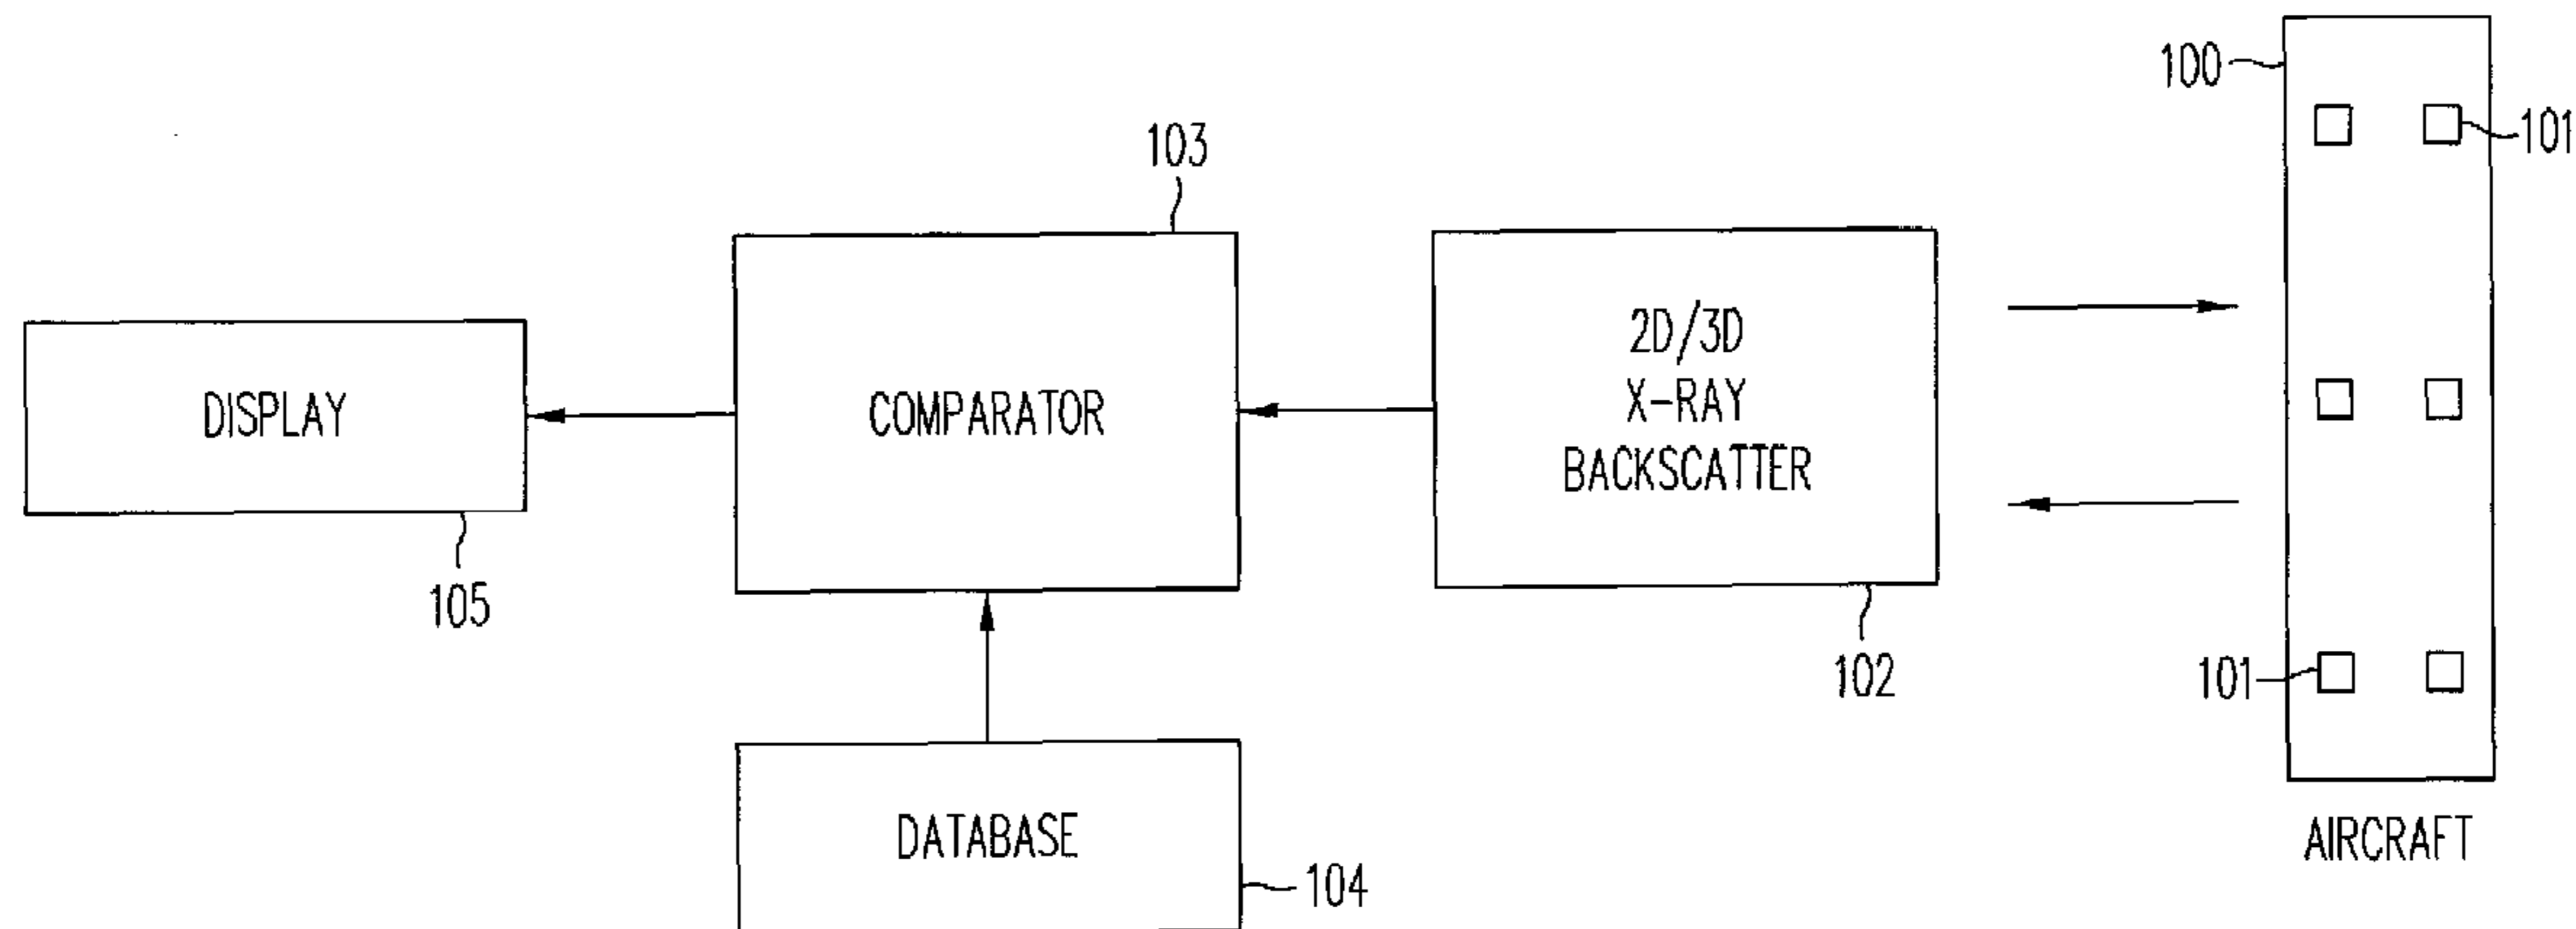 100
101
103
2D/3D
X-RAY
BACKSCATTER
DISPLAY
COMPARATOR
105
102
101
DATABASE
AIRCRAFT
104